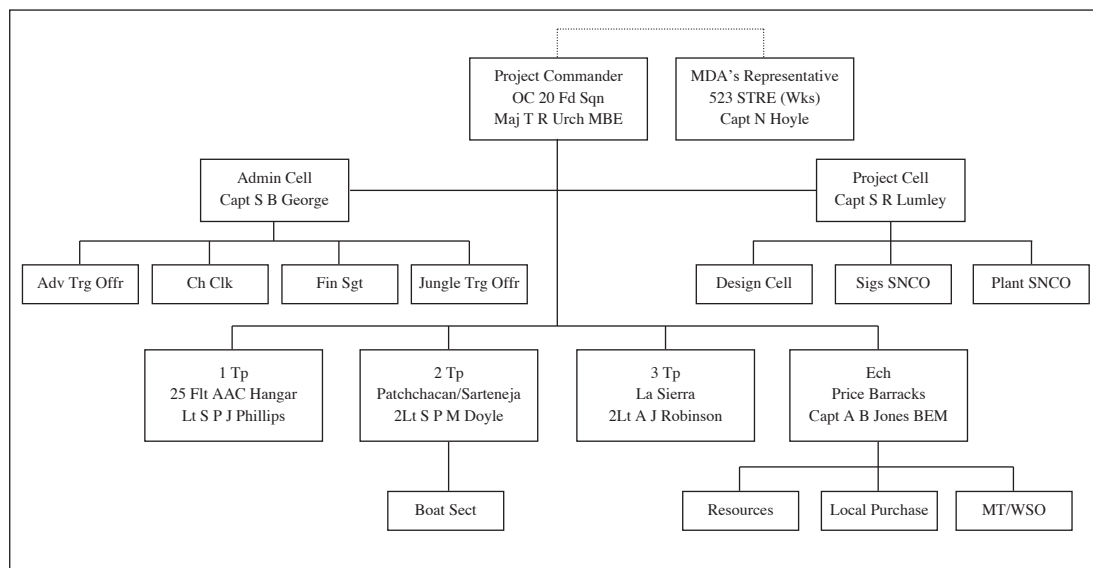 Project Commander
OC 20 Fd Sqn
Maj T R Urch MBE
MDA's Representative
523 STRE (Wks)
Capt N Hoyle
Admin Cell
Capt S B George
Project Cell
Capt S R Lumley
Adv Trg Offr
Ch Clk
Fin Sgt
Jungle Trg Offr
Design Cell
Sigs SNCO
Plant SNCO
1 Tp
25 Flt AAC Hangar
Lt S P J Phillips
2 Tp
Patchchacan/Sarteneja
2Lt S P M Doyle
3 Tp
La Sierra
2Lt A J Robinson
Ech
Price Barracks
Capt A B Jones BEM
Boat Sect
Resources
Local Purchase
MT/WSO